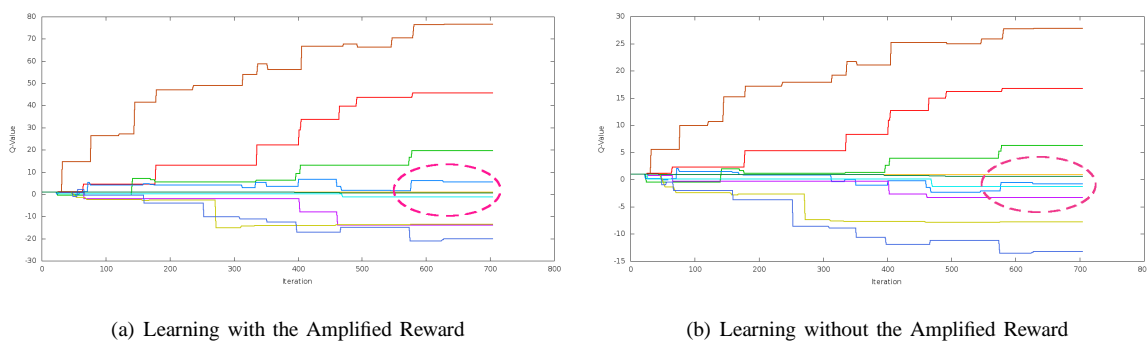 80
70
60
50
40
30
20
10
0
-10
-20
-30
Q-Value
0 100 200 300 400 500 600 700 800
Iteration
(a) Learning with the Amplified Reward
30
25
20
15
10
5
0
-5
-10
-15
Q-Value
0 100 200 300 400 500 600 700 80
Iteration
(b) Learning without the Amplified Reward